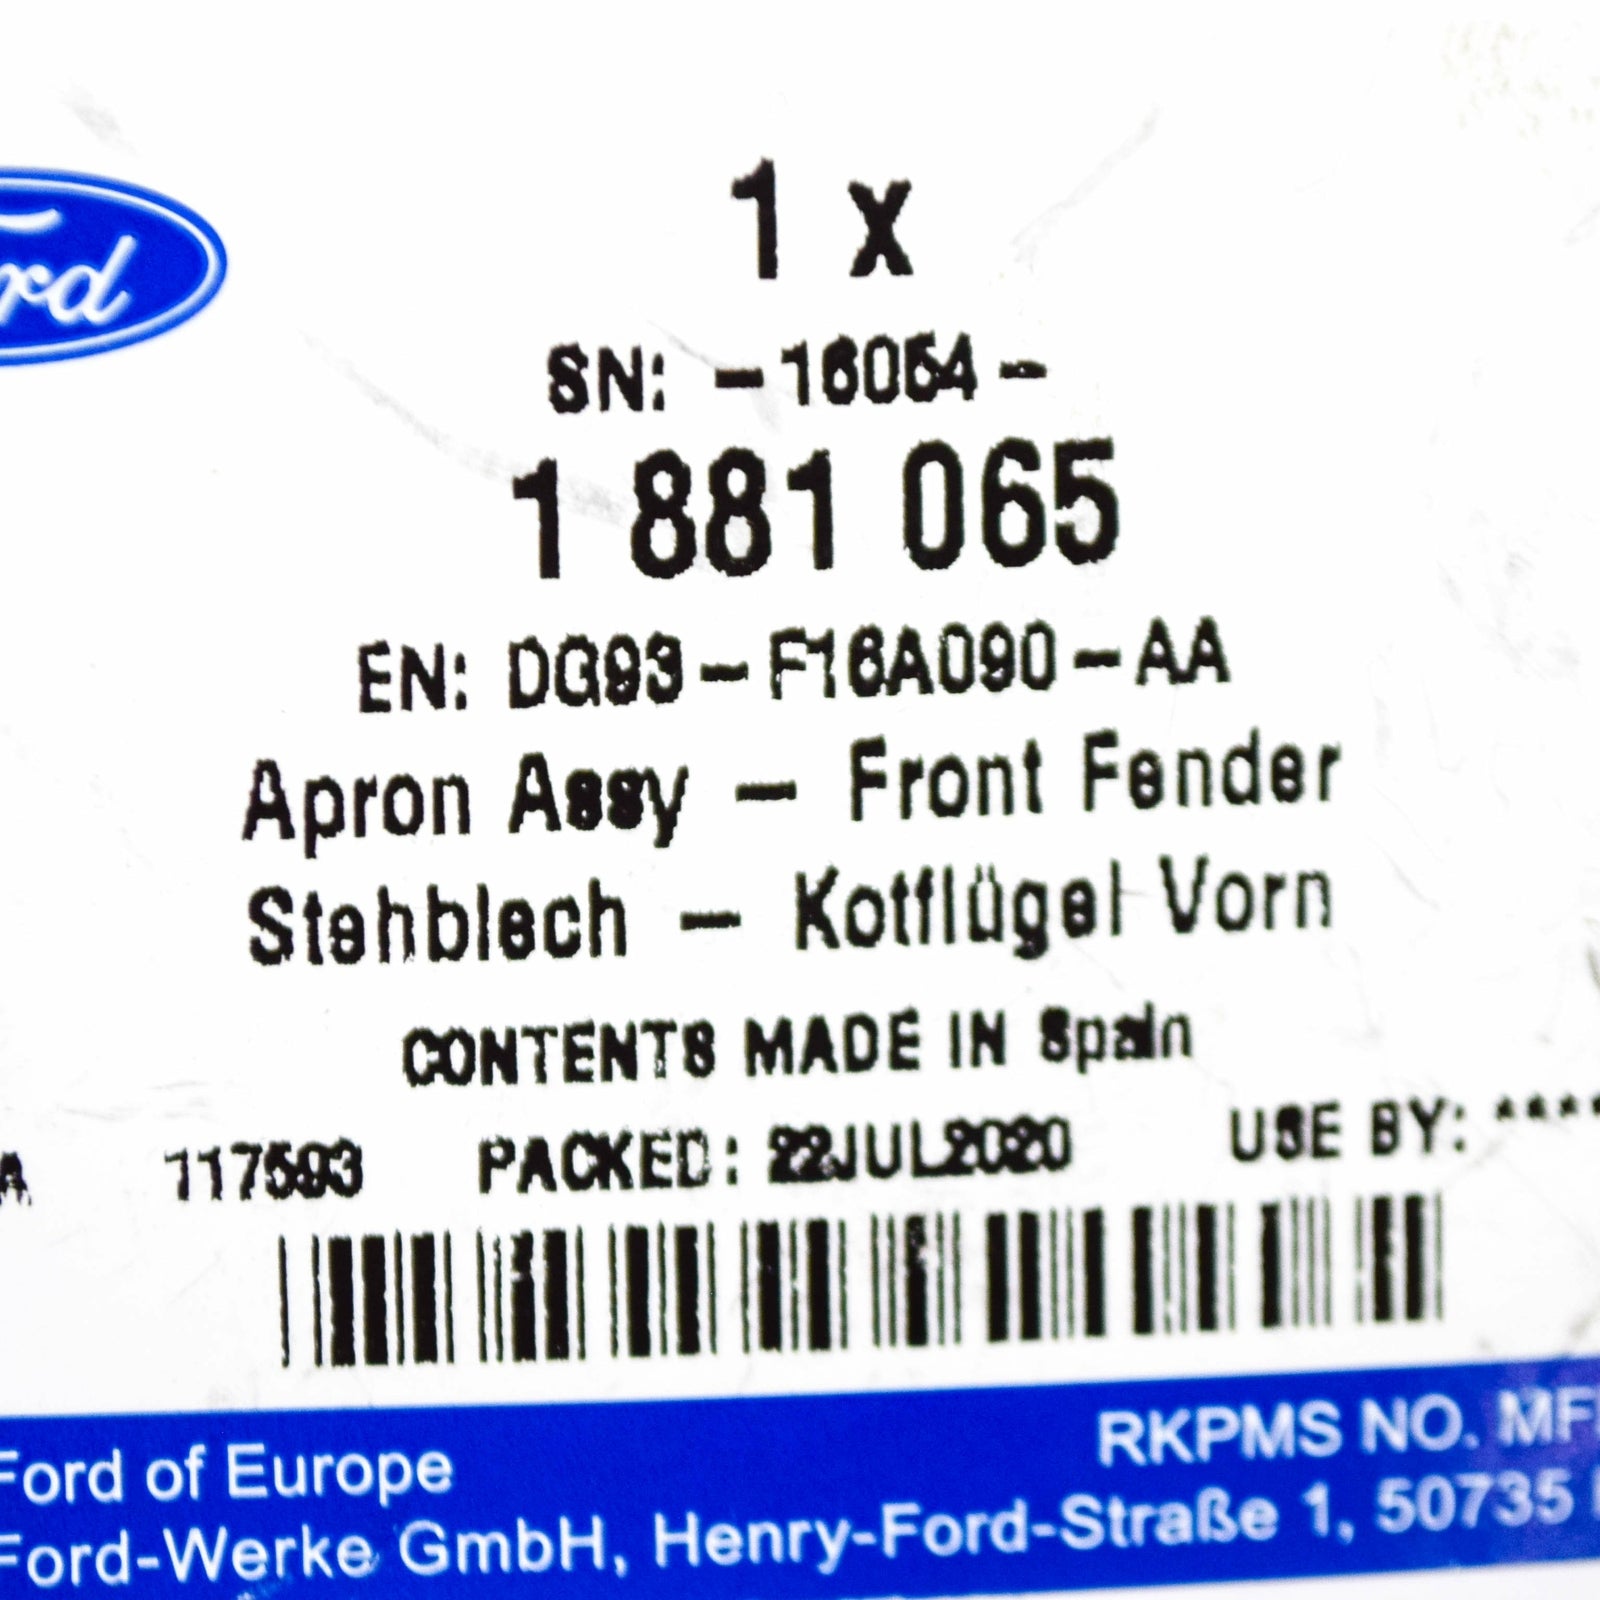 1 x
SN: -16054-
1 881 065
EN: DG93-F16A090-AA
Apron Assy - Front Fender
Stehblech - Kotflügel Vorn
CONTENTS MADE IN Spain
A 117593 PACKED: 22JUL2020 USE BY: ****
Ford of Europe
RKPMS NO. MF
Ford-Werke GmbH, Henry-Ford-Straße 1, 50735